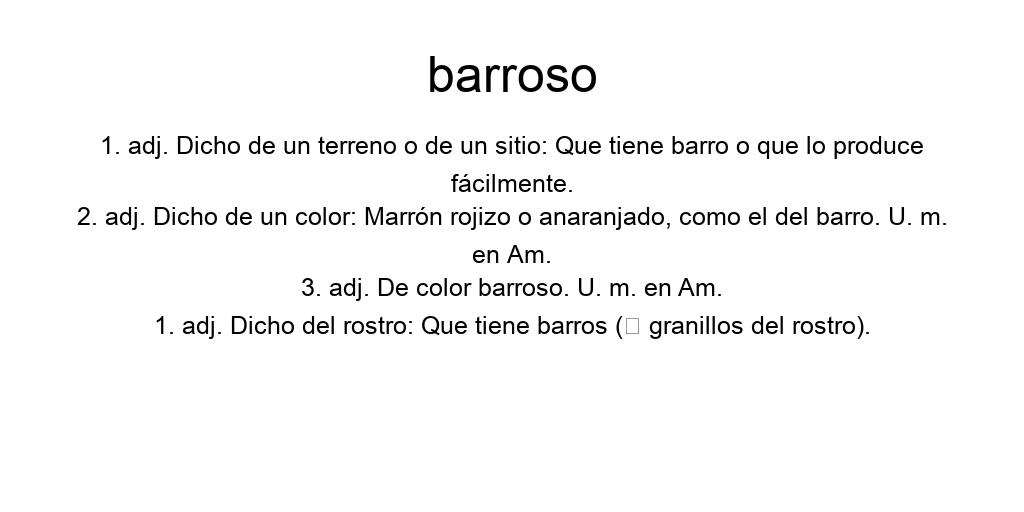 barroso
1. adj. Dicho de un terreno o de un sitio: Que tiene barro o que lo produce
fácilmente.
2. adj. Dicho de un color: Marrón rojizo o anaranjado, como el del barro. U. m.
en Am.
3. adj. De color barroso. U. m. en Am.
1. adj. Dicho del rostro: Que tiene barros (□ granillos del rostro).